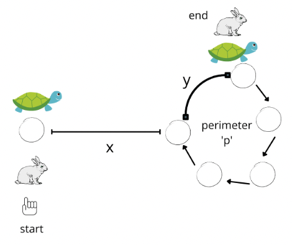 end
y
perimeter
'p'
x
start